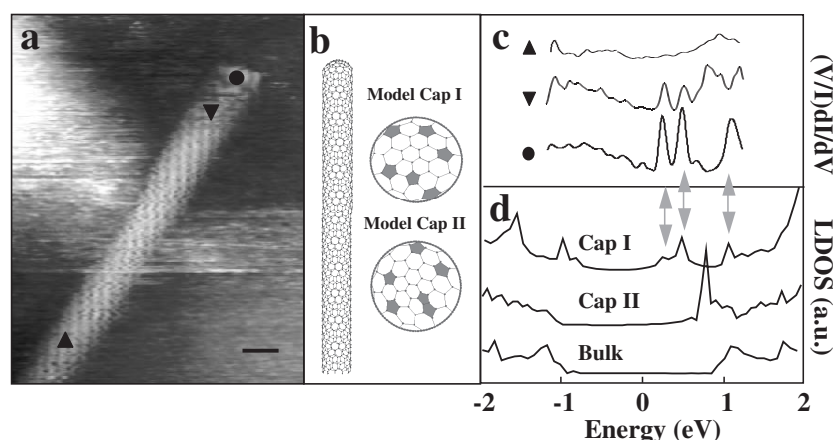 a
b
Model Cap I
Model Cap II
c
(V/I)dI/dV
d
Cap I
Cap II
Bulk
LDOS (a.u.)
-2 -1 0 1 2
Energy (eV)